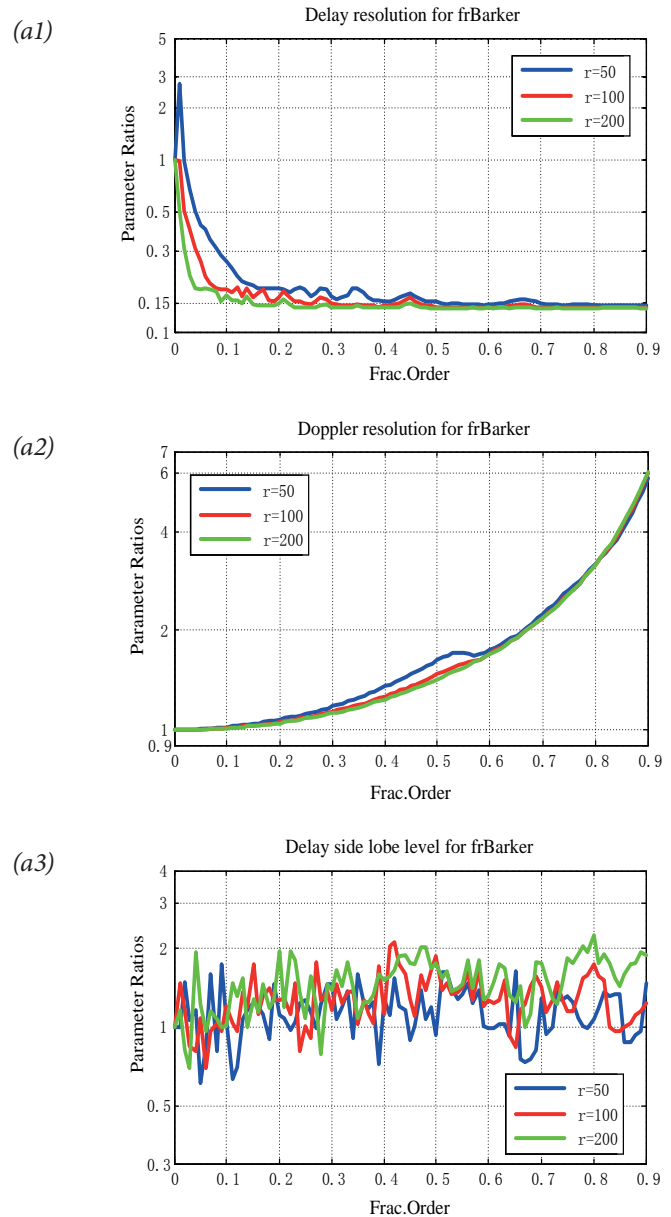 (a1)
Delay resolution for frBarker
Parameter Ratios
5
3
2
1
0.5
0.3
0.15
0.1
r=50
r=100
r=200
0 0.1 0.2 0.3 0.4 0.5 0.6 0.7 0.8 0.9
Frac.Order
(a2)
Doppler resolution for frBarker
Parameter Ratios
7
6
4
2
1
0.9
r=50
r=100
r=200
0 0.1 0.2 0.3 0.4 0.5 0.6 0.7 0.8 0.9
Frac.Order
(a3)
Delay side lobe level for frBarker
Parameter Ratios
4
3
2
1
0.5
0.3
r=50
r=100
r=200
0 0.1 0.2 0.3 0.4 0.5 0.6 0.7 0.8 0.9
Frac.Order